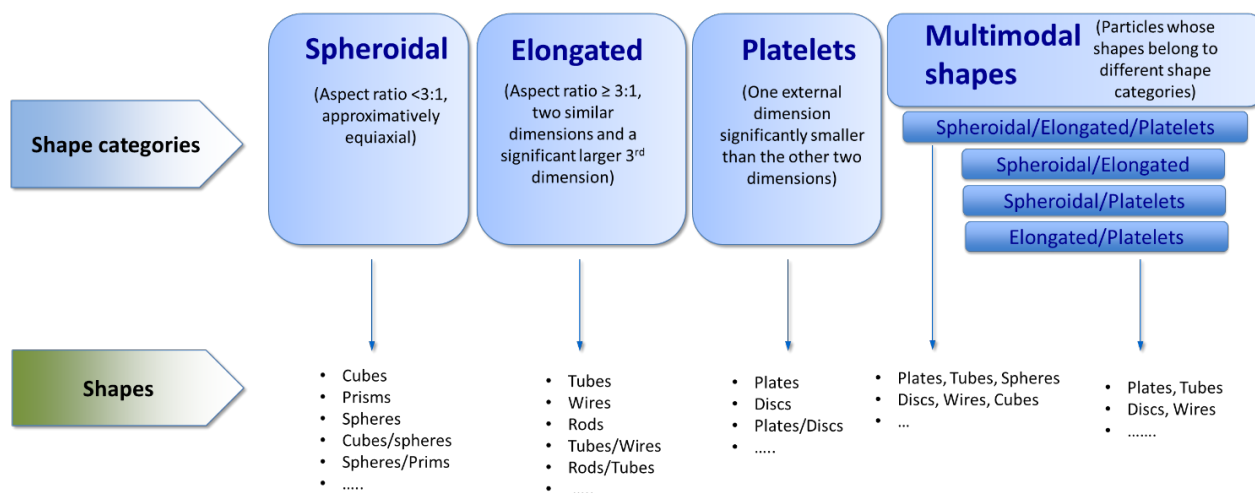 Shape categories
Spheroidal
(Aspect ratio <3:1,
approximatively
equiaxial)
Elongated
(Aspect ratio ≥ 3:1,
two similar
dimensions and a
significant larger 3rd
dimension)
Platelets
(One external
dimension
significantly smaller
than the other two
dimensions)
Multimodal
shapes
(Particles whose
shapes belong to
different shape
categories)
Spheroidal/Elongated/Platelets
Spheroidal/Elongated
Spheroidal/Platelets
Elongated/Platelets
Shapes
• Cubes
• Prisms
• Spheres
• Cubes/spheres
• Spheres/Prims
• …..
• Tubes
• Wires
• Rods
• Tubes/Wires
• Rods/Tubes
• …..
• Plates
• Discs
• Plates/Discs
• …..
• Plates, Tubes, Spheres
• Discs, Wires, Cubes
• …
• Plates, Tubes
• Discs, Wires
• …….